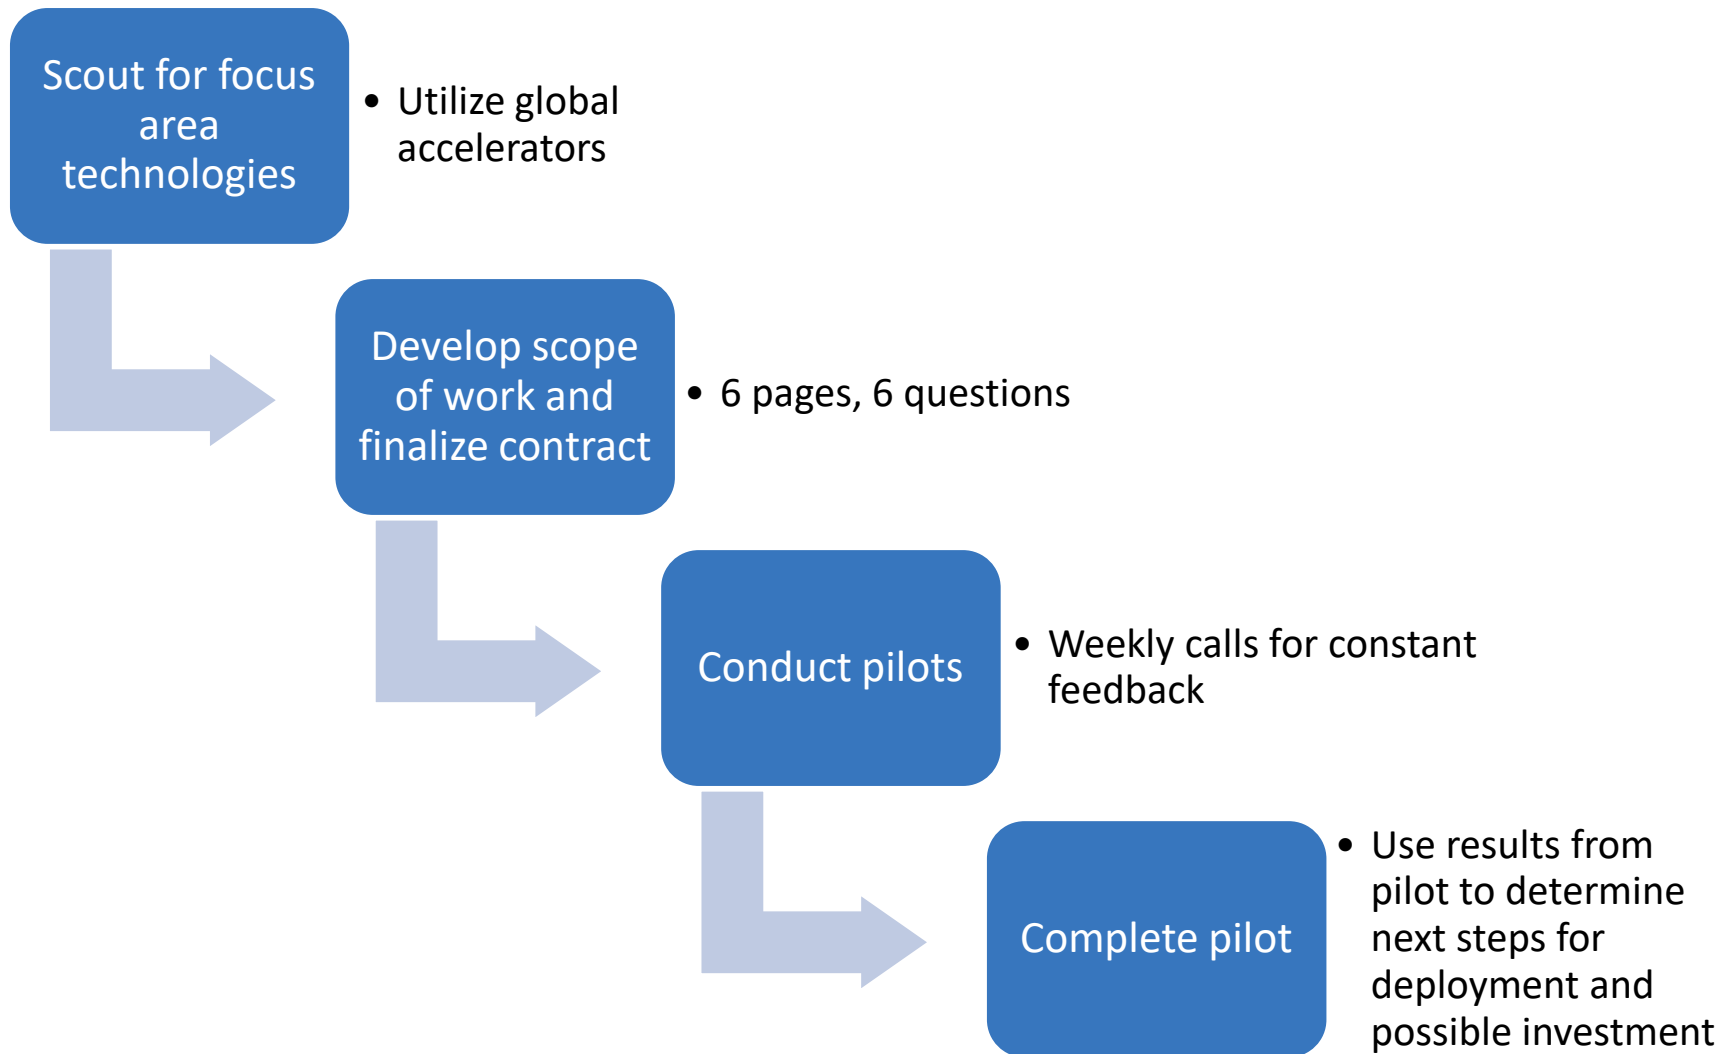 Scout for focus
area
technologies
• Utilize global
accelerators
Develop scope
of work and
finalize contract
• 6 pages, 6 questions
Conduct pilots
• Weekly calls for constant
feedback
Complete pilot
• Use results from
pilot to determine
next steps for
deployment and
possible investment